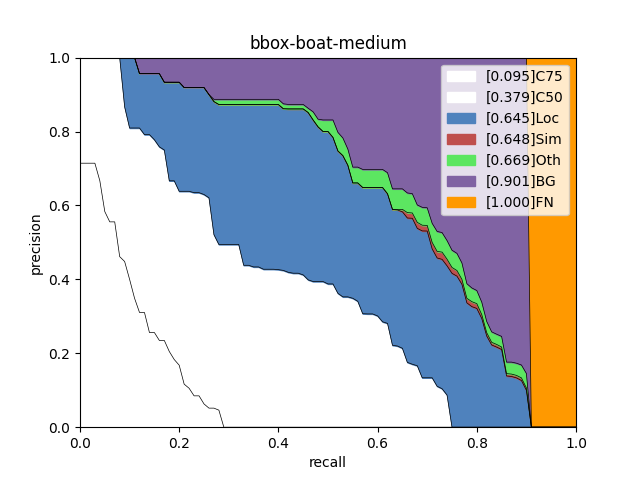 bbox-boat-medium
1.0
0.8
0.6
0.4
0.2
0.0
precision
[0.095]C75
[0.379]C50
[0.645]Loc
[0.648]Sim
[0.669]Oth
[0.901]BG
[1.000]FN
0.0 0.2 0.4 0.6 0.8 1.0
recall